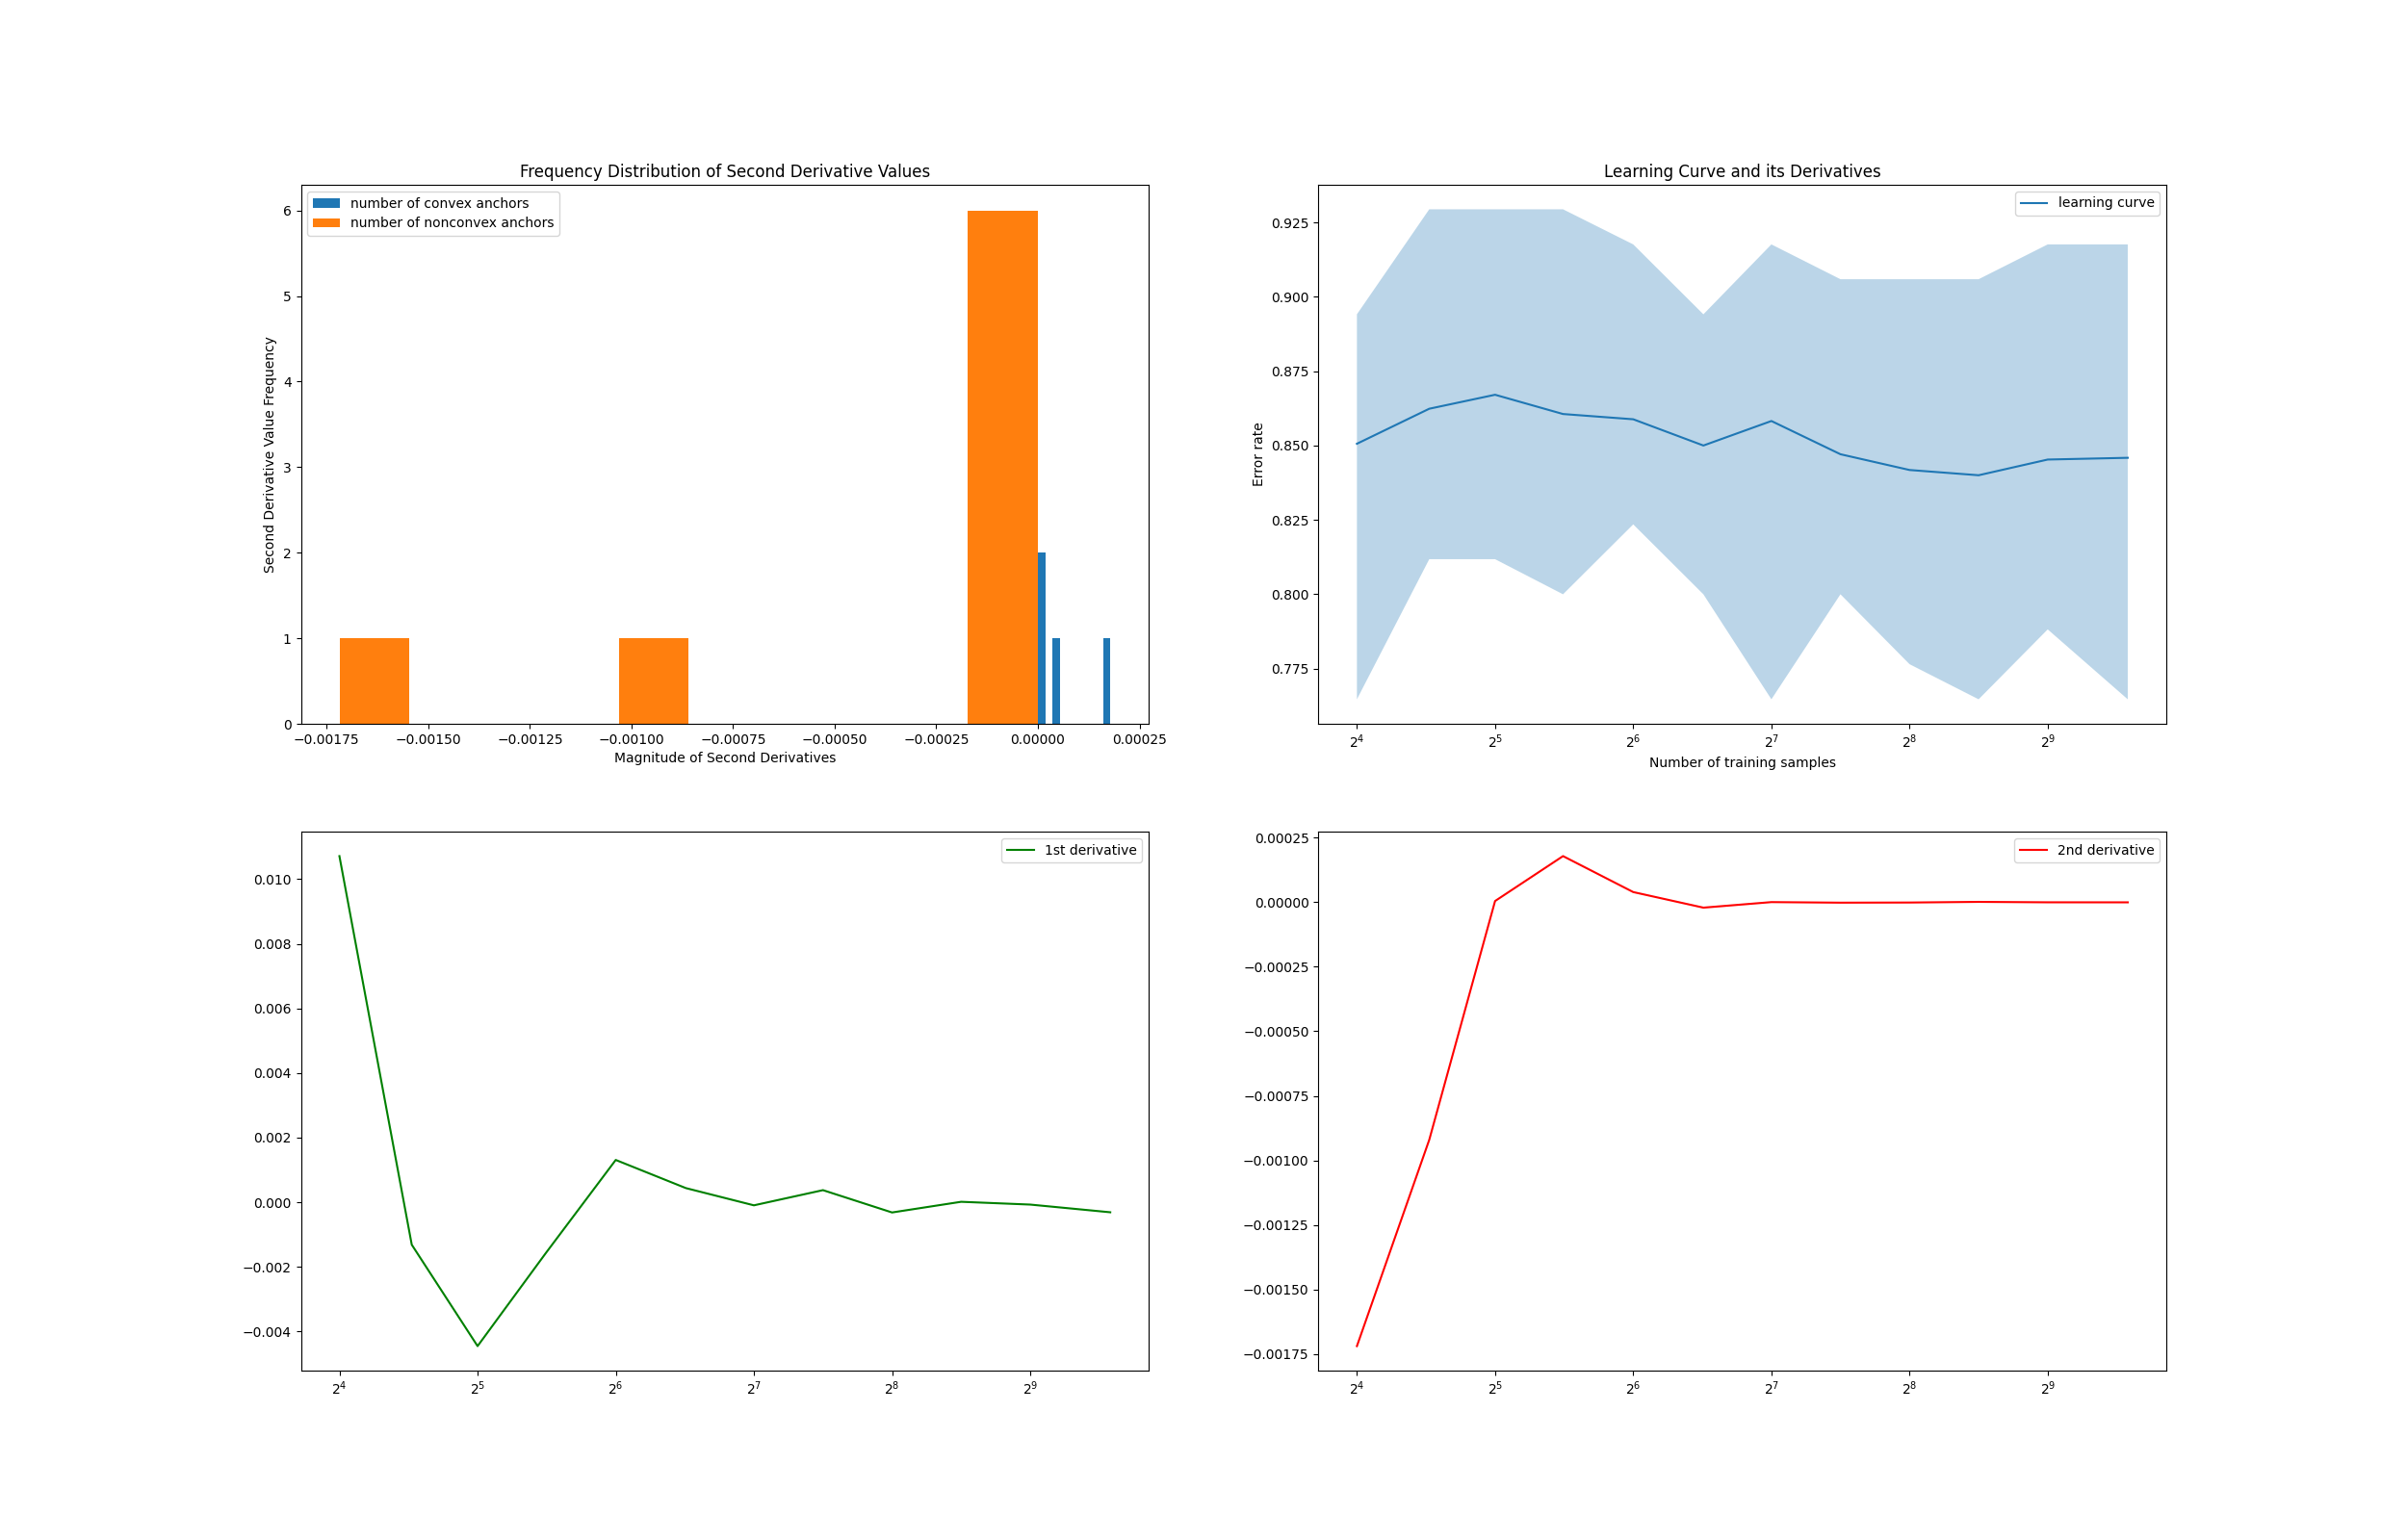 Frequency Distribution of Second Derivative Values
number of convex anchors
number of nonconvex anchors
Second Derivative Value Frequency
6
5
4
3
2
1
0
−0.00175 −0.00150 −0.00125 −0.00100 −0.00075 −0.00050 −0.00025 0.00000 0.00025
Magnitude of Second Derivatives
Learning Curve and its Derivatives
learning curve
Error rate
0.925
0.900
0.875
0.850
0.825
0.800
0.775
2⁴ 2⁵ 2⁶ 2⁷ 2⁸ 2⁹
Number of training samples
1st derivative
0.010
0.008
0.006
0.004
0.002
0.000
−0.002
−0.004
2⁴ 2⁵ 2⁶ 2⁷ 2⁸ 2⁹
2nd derivative
0.00025
0.00000
−0.00025
−0.00050
−0.00075
−0.00100
−0.00125
−0.00150
−0.00175
2⁴ 2⁵ 2⁶ 2⁷ 2⁸ 2⁹